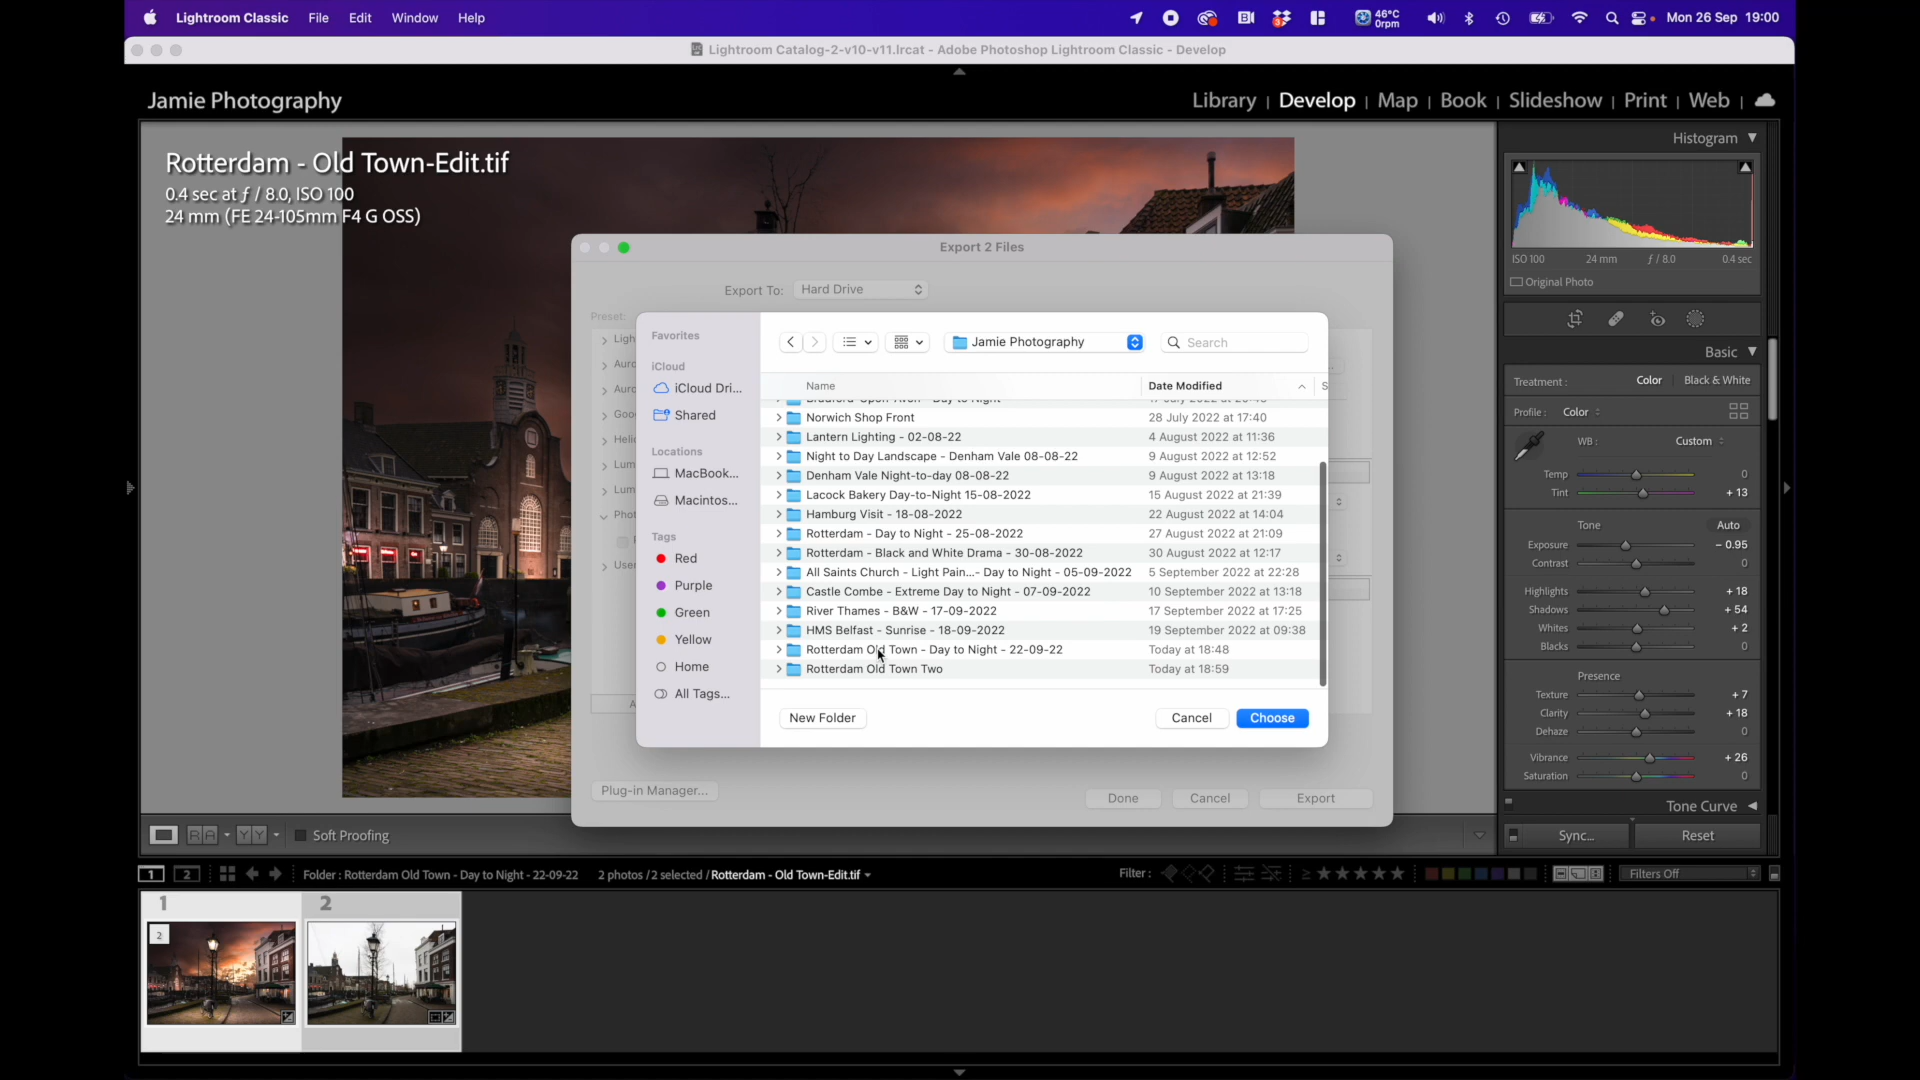 Lightroom Classic File Edit Window Help
46°C 0rpm
Mon 26 Sep 19:00
Lightroom Catalog-2-v10-v11.lrcat - Adobe Photoshop Lightroom Classic - Develop
Jamie Photography
Library | Develop | Map | Book | Slideshow | Print | Web |
Rotterdam - Old Town-Edit.tif
0.4 sec at ƒ / 8.0, ISO 100
24 mm (FE 24-105mm F4 G OSS)
Export 2 Files
Export To: Hard Drive
Preset:
Favorites
iCloud
iCloud Dri...
Shared
Locations
MacBook...
Macintos...
Tags
Red
Purple
Green
Yellow
Home
All Tags...
Jamie Photography
Search
Name Date Modified
Norwich Shop Front 28 July 2022 at 17:40
Lantern Lighting - 02-08-22 4 August 2022 at 11:36
Night to Day Landscape - Denham Vale 08-08-22 9 August 2022 at 12:52
Denham Vale Night-to-day 08-08-22 9 August 2022 at 13:18
Lacock Bakery Day-to-Night 15-08-2022 15 August 2022 at 21:39
Hamburg Visit - 18-08-2022 22 August 2022 at 14:04
Rotterdam - Day to Night - 25-08-2022 27 August 2022 at 21:09
Rotterdam - Black and White Drama - 30-08-2022 30 August 2022 at 12:17
All Saints Church - Light Pain...- Day to Night - 05-09-2022 5 September 2022 at 22:28
Castle Combe - Extreme Day to Night - 07-09-2022 10 September 2022 at 13:18
River Thames - B&W - 17-09-2022 17 September 2022 at 17:25
HMS Belfast - Sunrise - 18-09-2022 19 September 2022 at 09:38
Rotterdam Old Town - Day to Night - 22-09-22 Today at 18:48
Rotterdam Old Town Two Today at 18:59
New Folder Cancel Choose
Plug-in Manager... Done Cancel Export
Histogram
ISO 100 24 mm ƒ / 8.0 0.4 sec
Original Photo
Basic
Treatment : Color Black & White
Profile : Color
WB : Custom
Temp 0
Tint + 13
Tone Auto
Exposure – 0.95
Contrast 0
Highlights + 18
Shadows + 54
Whites + 2
Blacks 0
Presence
Texture + 7
Clarity + 18
Dehaze 0
Vibrance + 26
Saturation 0
Tone Curve
Sync... Reset
Soft Proofing
1 2 Folder : Rotterdam Old Town - Day to Night - 22-09-22 2 photos / 2 selected / Rotterdam - Old Town-Edit.tif
Filter : Filters Off
1 2
2